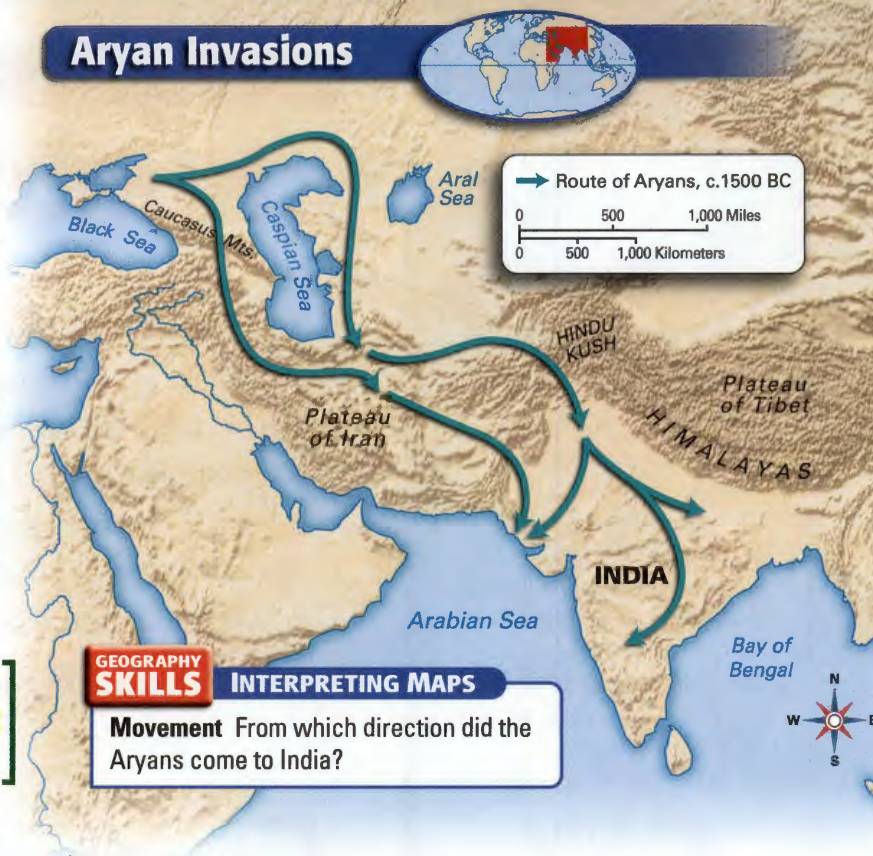 Aryan Invasions
Route of Aryans, c.1500 BC
0 500 1,000 Miles
0 500 1,000 Kilometers
Aral
Sea
Black Sea
Caucasus Mts.
Caspian Sea
HINDU
KUSH
Plateau
of Tibet
HIMALAYAS
Plateau
of Iran
INDIA
Arabian Sea
Bay of
Bengal
N
W E
S
GEOGRAPHY
SKILLS INTERPRETING MAPS
Movement From which direction did the
Aryans come to India?